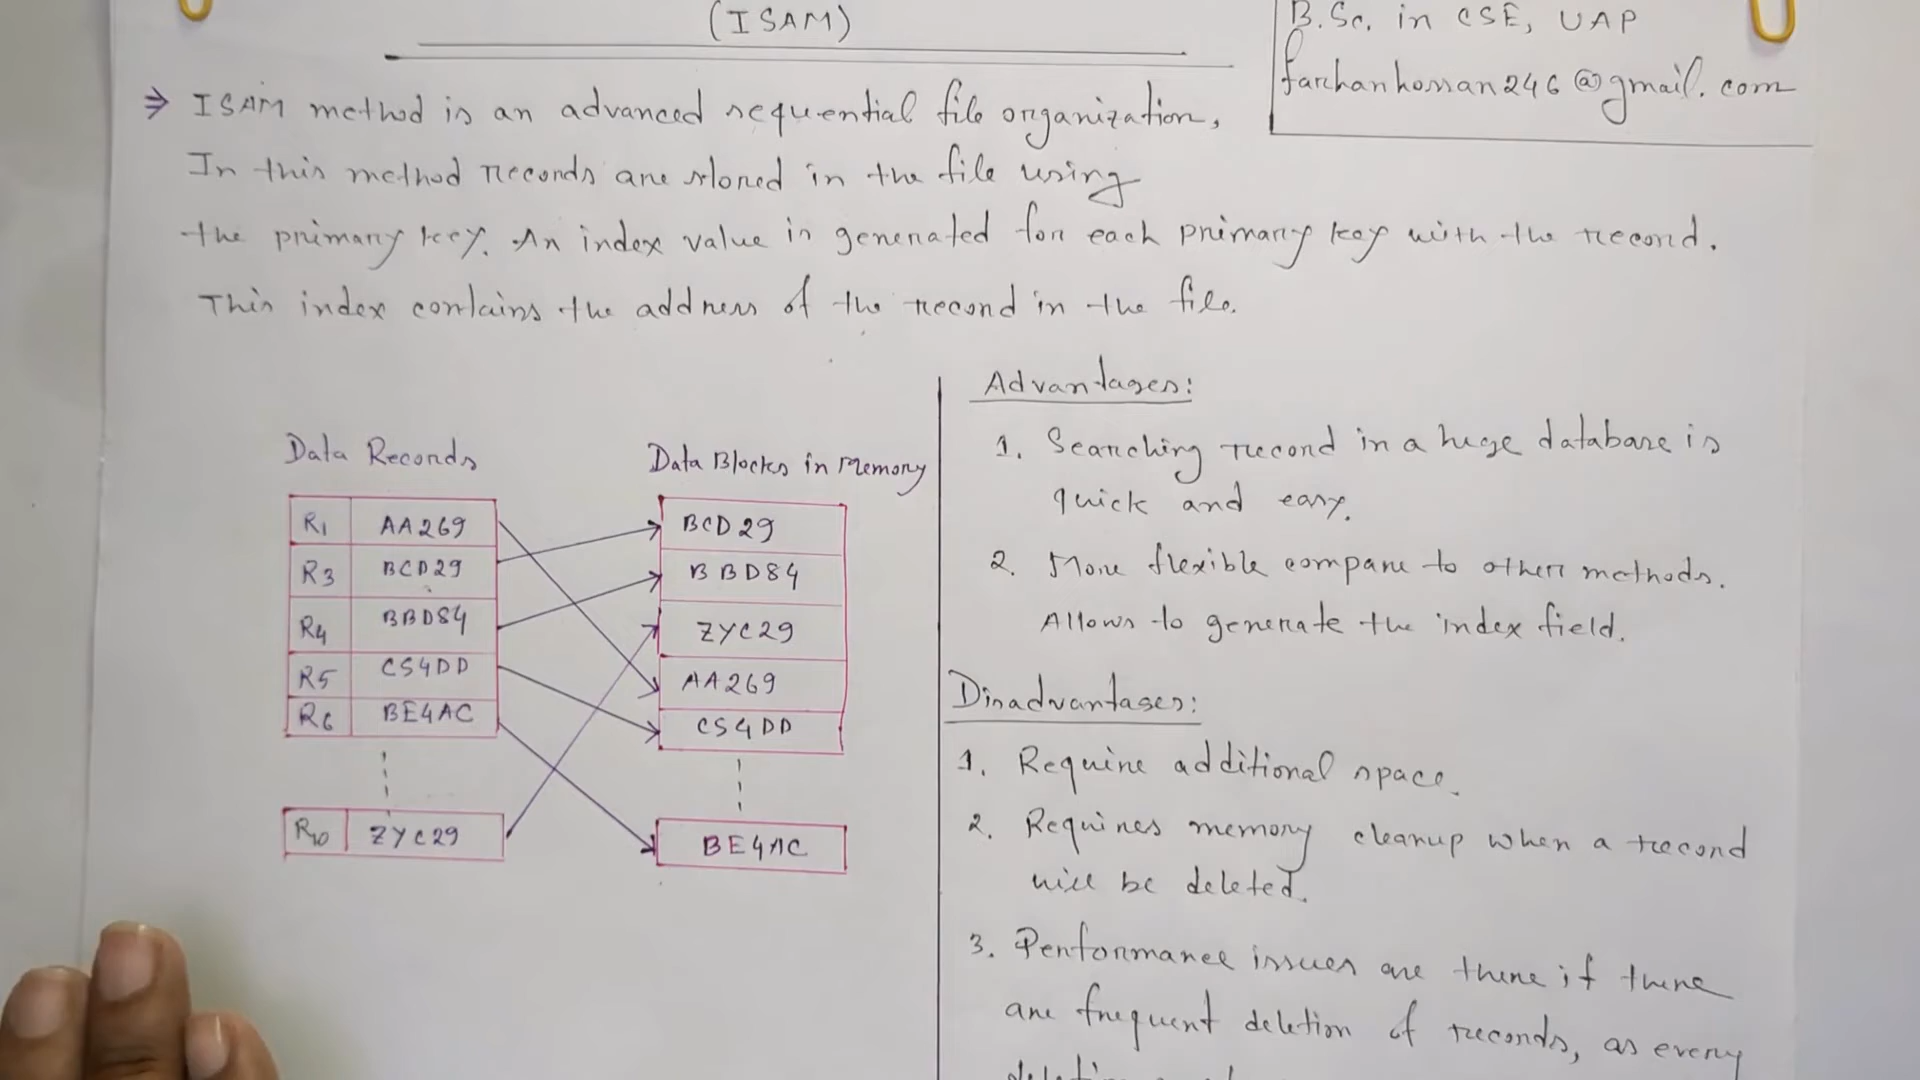 (ISAM)
B.Sc. in CSE, UAP
farhanhossan246@gmail.com
⇒ ISAM method is an advanced sequential file organization,
In this method records are stored in the file using
the primary key. An index value is generated for each primary key with the record.
This index contains the address of the record in the file.
Data Records
R1 AA269
R3 BCD29
R4 BBD84
R5 CS4DD
R6 BE4AC
R10 ZYC29
Data Blocks in Memory
BCD29
BBD84
ZYC29
AA269
CS4DD
BE4AC
Advantages:
1. Searching record in a huge database is
quick and easy.
2. More flexible compare to other methods.
Allows to generate the index field.
Disadvantages:
1. Require additional space.
2. Requires memory cleanup when a record
will be deleted.
3. Performance issues are there if there
are frequent deletion of records, as every